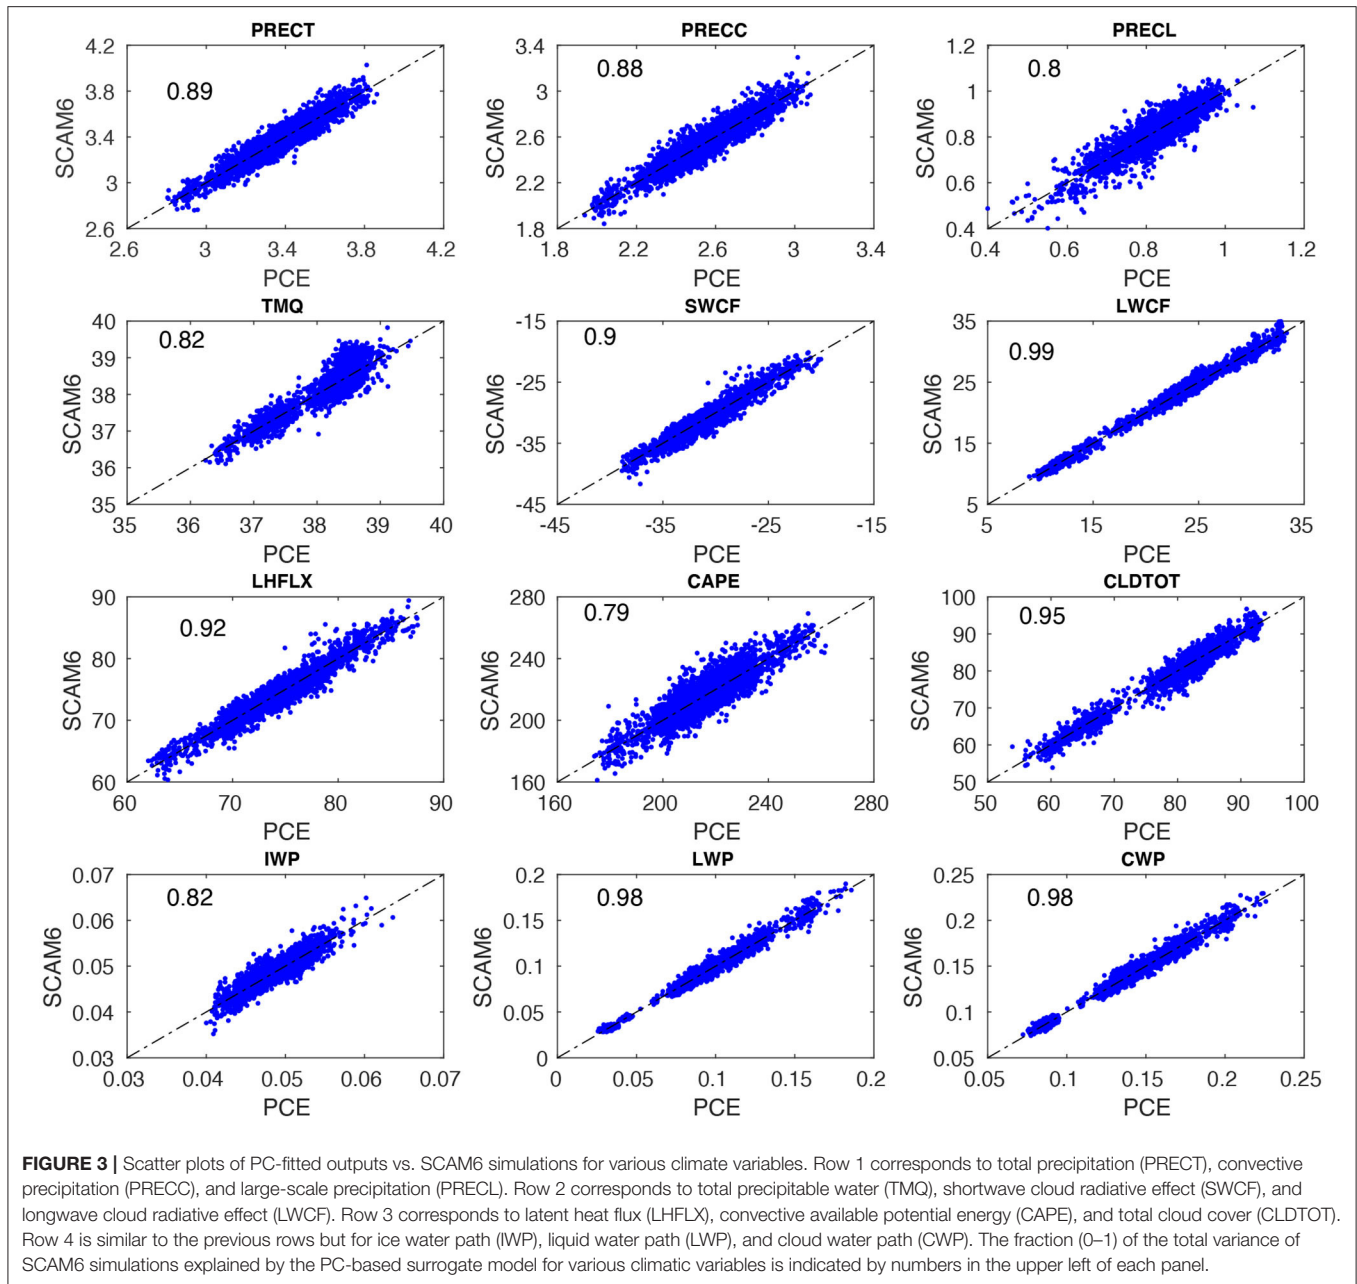 PRECT
PRECC
PRECL
4.2
3.8
3.4
3
2.6
SCAM6
0.89
2.6 3 3.4 3.8 4.2
PCE
3.4
3
2.6
2.2
1.8
SCAM6
0.88
1.8 2.2 2.6 3 3.4
PCE
1.2
1
0.8
0.6
0.4
SCAM6
0.8
0.4 0.6 0.8 1 1.2
PCE
TMQ
SWCF
LWCF
40
39
38
37
36
35
SCAM6
0.82
35 36 37 38 39 40
PCE
-15
-25
-35
-45
SCAM6
0.9
-45 -35 -25 -15
PCE
35
25
15
5
SCAM6
0.99
5 15 25 35
PCE
LHFLX
CAPE
CLDTOT
90
80
70
60
SCAM6
0.92
60 70 80 90
PCE
280
240
200
160
SCAM6
0.79
160 200 240 280
PCE
100
90
80
70
60
50
SCAM6
0.95
50 60 70 80 90 100
PCE
IWP
LWP
CWP
0.07
0.06
0.05
0.04
0.03
SCAM6
0.82
0.03 0.04 0.05 0.06 0.07
PCE
0.2
0.15
0.1
0.05
0
SCAM6
0.98
0 0.05 0.1 0.15 0.2
PCE
0.25
0.2
0.15
0.1
0.05
SCAM6
0.98
0.05 0.1 0.15 0.2 0.25
PCE
FIGURE 3 | Scatter plots of PC-fitted outputs vs. SCAM6 simulations for various climate variables. Row 1 corresponds to total precipitation (PRECT), convective
precipitation (PRECC), and large-scale precipitation (PRECL). Row 2 corresponds to total precipitable water (TMQ), shortwave cloud radiative effect (SWCF), and
longwave cloud radiative effect (LWCF). Row 3 corresponds to latent heat flux (LHFLX), convective available potential energy (CAPE), and total cloud cover (CLDTOT).
Row 4 is similar to the previous rows but for ice water path (IWP), liquid water path (LWP), and cloud water path (CWP). The fraction (0–1) of the total variance of
SCAM6 simulations explained by the PC-based surrogate model for various climatic variables is indicated by numbers in the upper left of each panel.